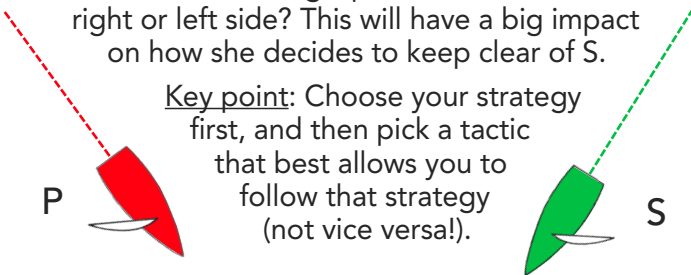 right or left side? This will have a big impact
on how she decides to keep clear of S.
Key point: Choose your strategy
first, and then pick a tactic
that best allows you to
follow that strategy
(not vice versa!).
P
S